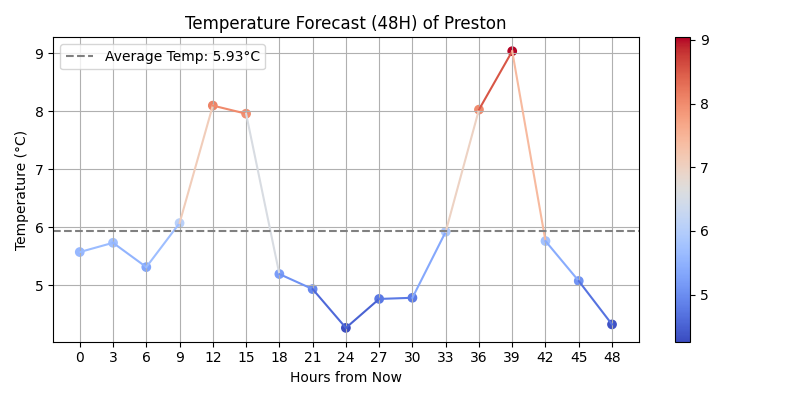 Temperature Forecast (48H) of Preston
Average Temp: 5.93°C
Temperature (°C)
9
8
7
6
5
0 3 6 9 12 15 18 21 24 27 30 33 36 39 42 45 48
Hours from Now
9
8
7
6
5